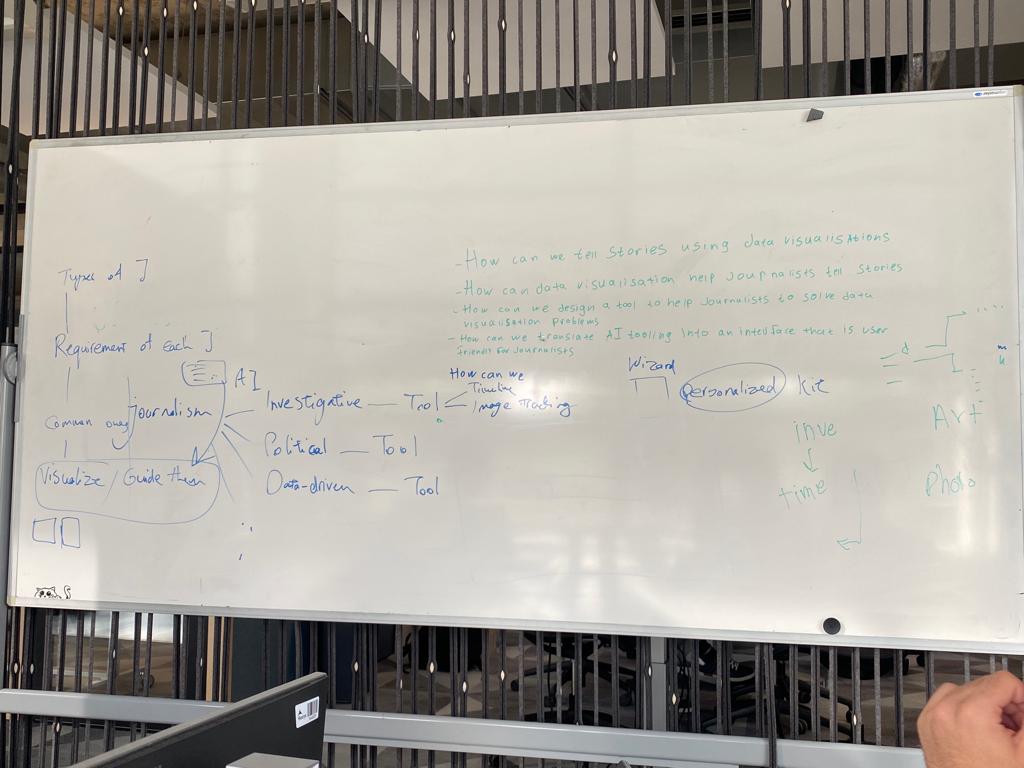 - How can we tell stories using data visualisations
- How can data visualisation help journalists tell stories
- How can we design a tool to help Journalists to solve data
visualisation problems
- How can we translate AI tooling into an interface that is user
friendly for Journalists
Types of J
Requirement of each J
Common ones
Visualize / Guide them
journalism
AI
Investigative — Tool
How can we
Timeline
Image Tracking
Political — Tool
Data-driven — Tool
Wizard
Personalized Kit
inve
time
d
Art
Photo